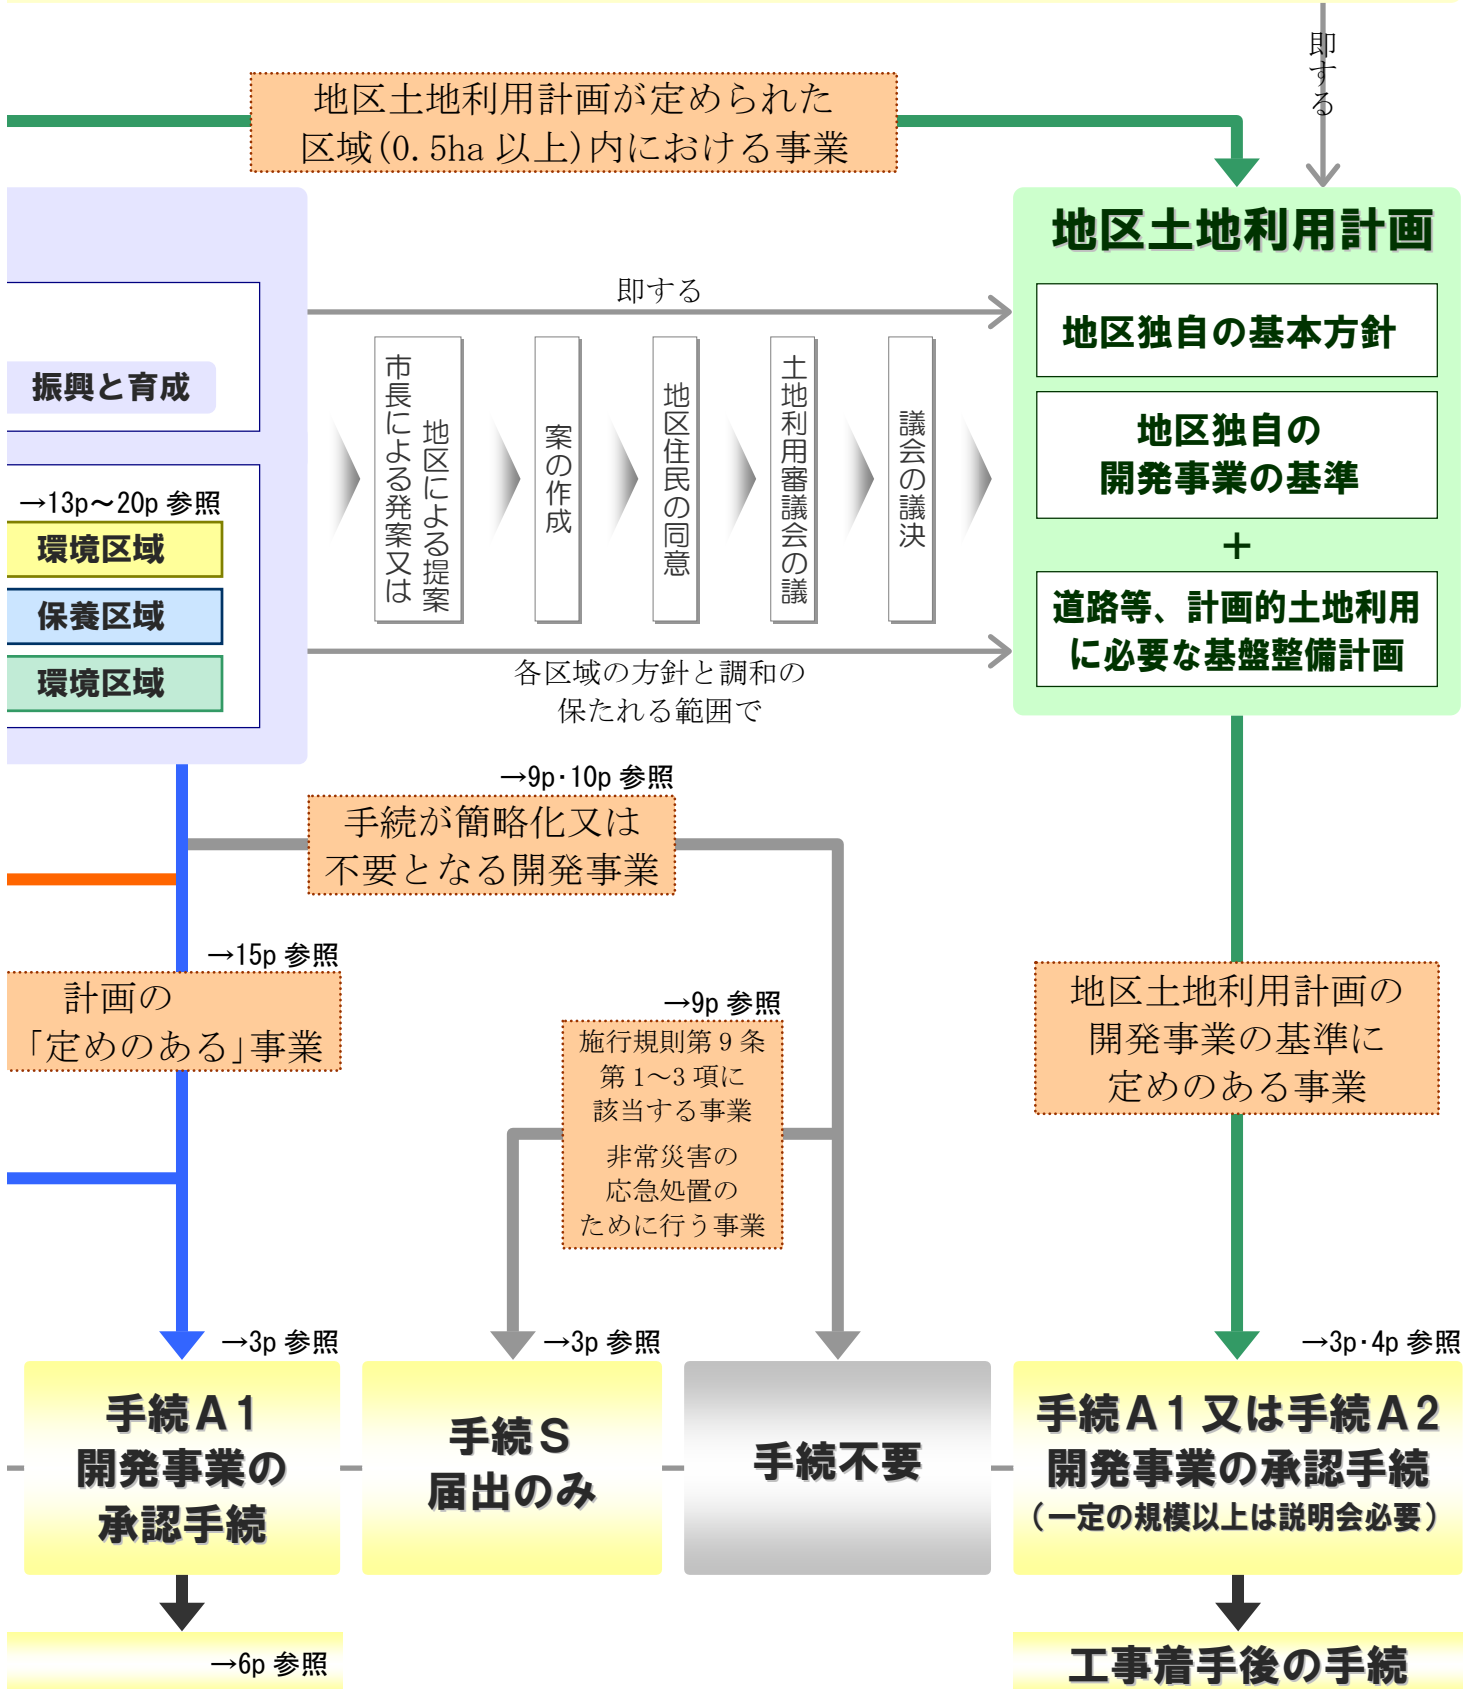 即する
地区土地利用計画が定められた
区域(0.5ha 以上)内における事業
地区土地利用計画
地区独自の基本方針
地区独自の
開発事業の基準
＋
道路等、計画的土地利用
に必要な基盤整備計画
即する
振興と育成
→13p～20p 参照
環境区域
保養区域
環境区域
市長による発案又は
地区による提案
案の作成
地区住民の同意
土地利用審議会の議
議会の議決
各区域の方針と調和の
保たれる範囲で
→9p・10p 参照
手続が簡略化又は
不要となる開発事業
→15p 参照
計画の
「定めのある」事業
→9p 参照
施行規則第 9 条
第 1～3 項に
該当する事業
非常災害の
応急処置の
ために行う事業
地区土地利用計画の
開発事業の基準に
定めのある事業
→3p 参照
手続Ａ１
開発事業の
承認手続
→3p 参照
手続Ｓ
届出のみ
手続不要
→3p・4p 参照
手続Ａ１又は手続Ａ２
開発事業の承認手続
（一定の規模以上は説明会必要）
→6p 参照
工事着手後の手続